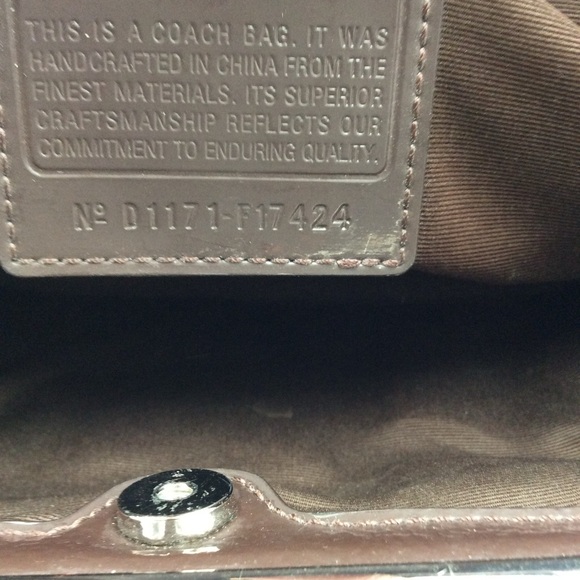 THIS IS A COACH BAG. IT WAS
HANDCRAFTED IN CHINA FROM THE
FINEST MATERIALS. ITS SUPERIOR
CRAFTSMANSHIP REFLECTS OUR
COMMITMENT TO ENDURING QUALITY.
Nº D1171-F17424